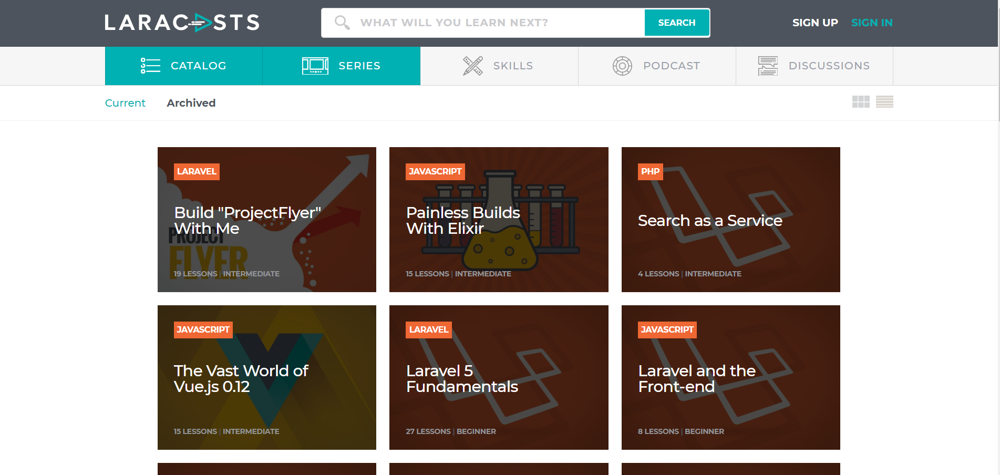 LARACASTS
WHAT WILL YOU LEARN NEXT?
SEARCH
SIGN UP
SIGN IN
CATALOG
SERIES
SKILLS
PODCAST
DISCUSSIONS
Current
Archived
LARAVEL
Build "ProjectFlyer"
With Me
PROJECT
FLYER
19 LESSONS | INTERMEDIATE
JAVASCRIPT
Painless Builds
With Elixir
15 LESSONS | INTERMEDIATE
PHP
Search as a Service
4 LESSONS | INTERMEDIATE
JAVASCRIPT
The Vast World of
Vue.js 0.12
15 LESSONS | INTERMEDIATE
LARAVEL
Laravel 5
Fundamentals
27 LESSONS | BEGINNER
JAVASCRIPT
Laravel and the
Front-end
8 LESSONS | BEGINNER